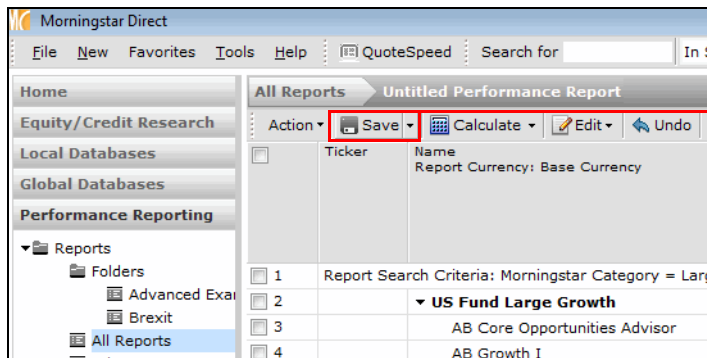 Morningstar Direct
File New Favorites Tools Help QuoteSpeed Search for In
Home
Equity/Credit Research
Local Databases
Global Databases
Performance Reporting
Reports
Folders
Advanced
Brexit
All Reports
All Reports Untitled Performance Report
Action Save Calculate Edit Undo
Ticker Name
Report Currency: Base Currency
1 Report Search Criteria: Morningstar Category =
2 US Fund Large Growth
3 AB Core Opportunities Advisor
4 AB Growth I